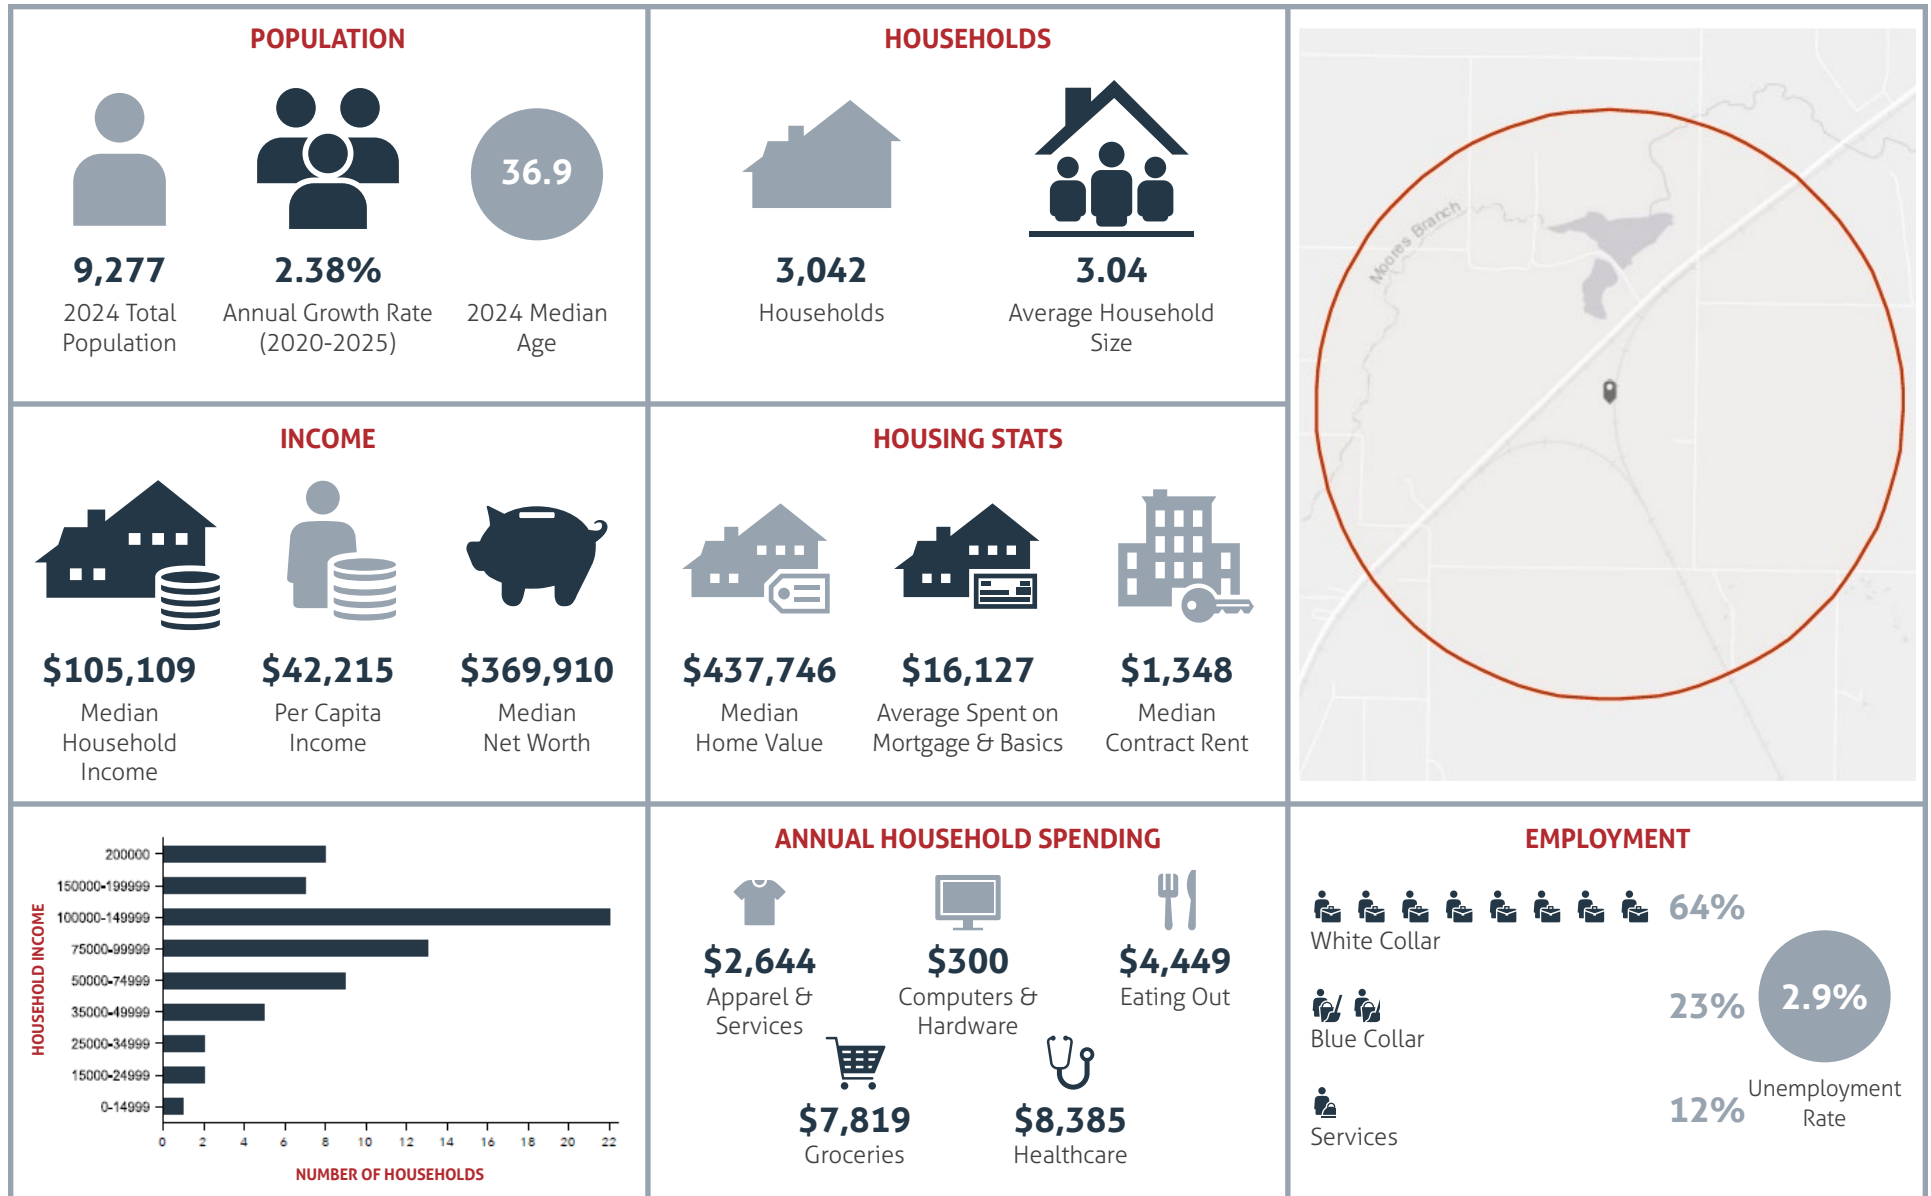 POPULATION
36.9
9,277
2.38%
2024 Total
Population
Annual Growth Rate
(2020-2025)
2024 Median
Age
HOUSEHOLDS
3,042
3.04
Households
Average Household
Size
Moores Branch
INCOME
$105,109
$42,215
$369,910
Median
Household
Income
Per Capita
Income
Median
Net Worth
HOUSING STATS
$437,746
$16,127
$1,348
Median
Home Value
Average Spent on
Mortgage & Basics
Median
Contract Rent
HOUSEHOLD INCOME
200000
150000-199999
100000-149999
75000-99999
50000-74999
35000-49999
25000-34999
15000-24999
0-14999
0 2 4 6 8 10 12 14 16 18 20 22
NUMBER OF HOUSEHOLDS
ANNUAL HOUSEHOLD SPENDING
$2,644
$300
$4,449
Apparel &
Services
Computers &
Hardware
Eating Out
$7,819
$8,385
Groceries
Healthcare
EMPLOYMENT
64%
White Collar
23%
Blue Collar
12%
Services
2.9%
Unemployment
Rate